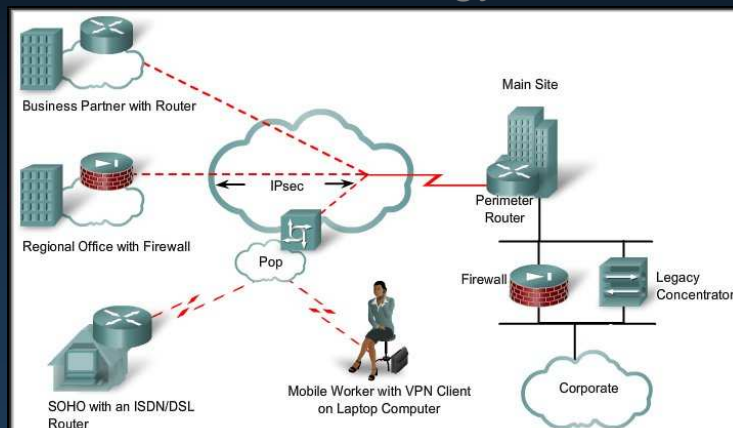 Business Partner with Router
Main Site
IPsec
Perimeter
Router
Regional Office with Firewall
Pop
Firewall
Legacy
Concentrator
Mobile Worker with VPN Client
on Laptop Computer
Corporate
SOHO with an ISDN/DSL
Router